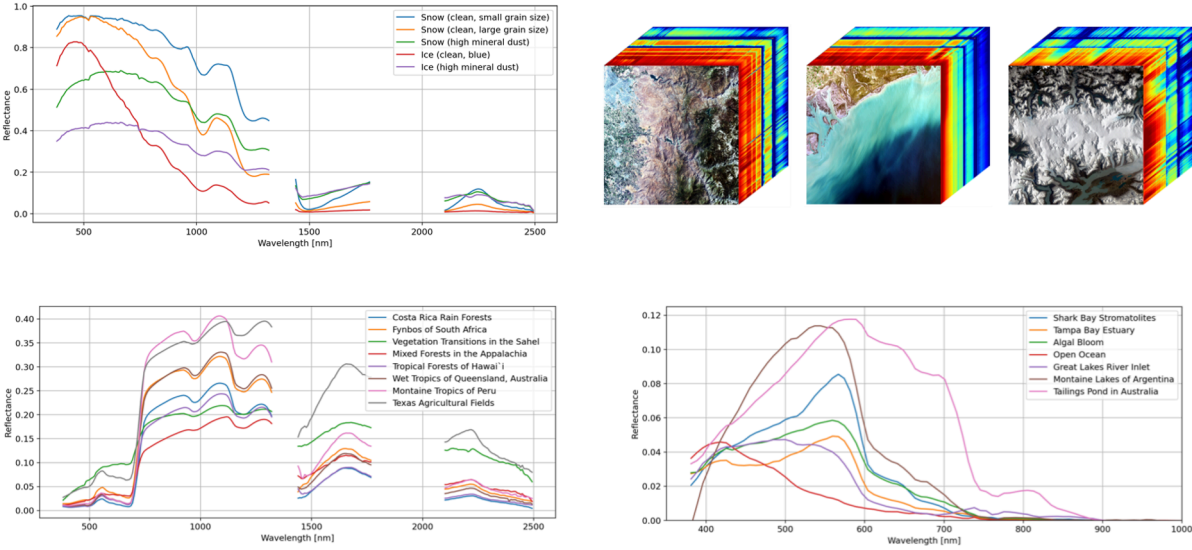 1.0
0.8
0.6
0.4
0.2
0.0
Reflectance
500
1000
1500
2000
2500
Wavelength [nm]
Snow (clean, small grain size)
Snow (clean, large grain size)
Snow (high mineral dust)
Ice (clean, blue)
Ice (high mineral dust)
0.40
0.35
0.30
0.25
0.20
0.15
0.10
0.05
0.00
Reflectance
500
1000
1500
2000
2500
Wavelength [nm]
Costa Rica Rain Forests
Fynbos of South Africa
Vegetation Transitions in the Sahel
Mixed Forests in the Appalachia
Tropical Forests of Hawai`i
Wet Tropics of Queensland, Australia
Montaine Tropics of Peru
Texas Agricultural Fields
0.12
0.10
0.08
0.06
0.04
0.02
0.00
Reflectance
400
500
600
700
800
900
1000
Wavelength [nm]
Shark Bay Stromatolites
Tampa Bay Estuary
Algal Bloom
Open Ocean
Great Lakes River Inlet
Montaine Lakes of Argentina
Tailings Pond in Australia